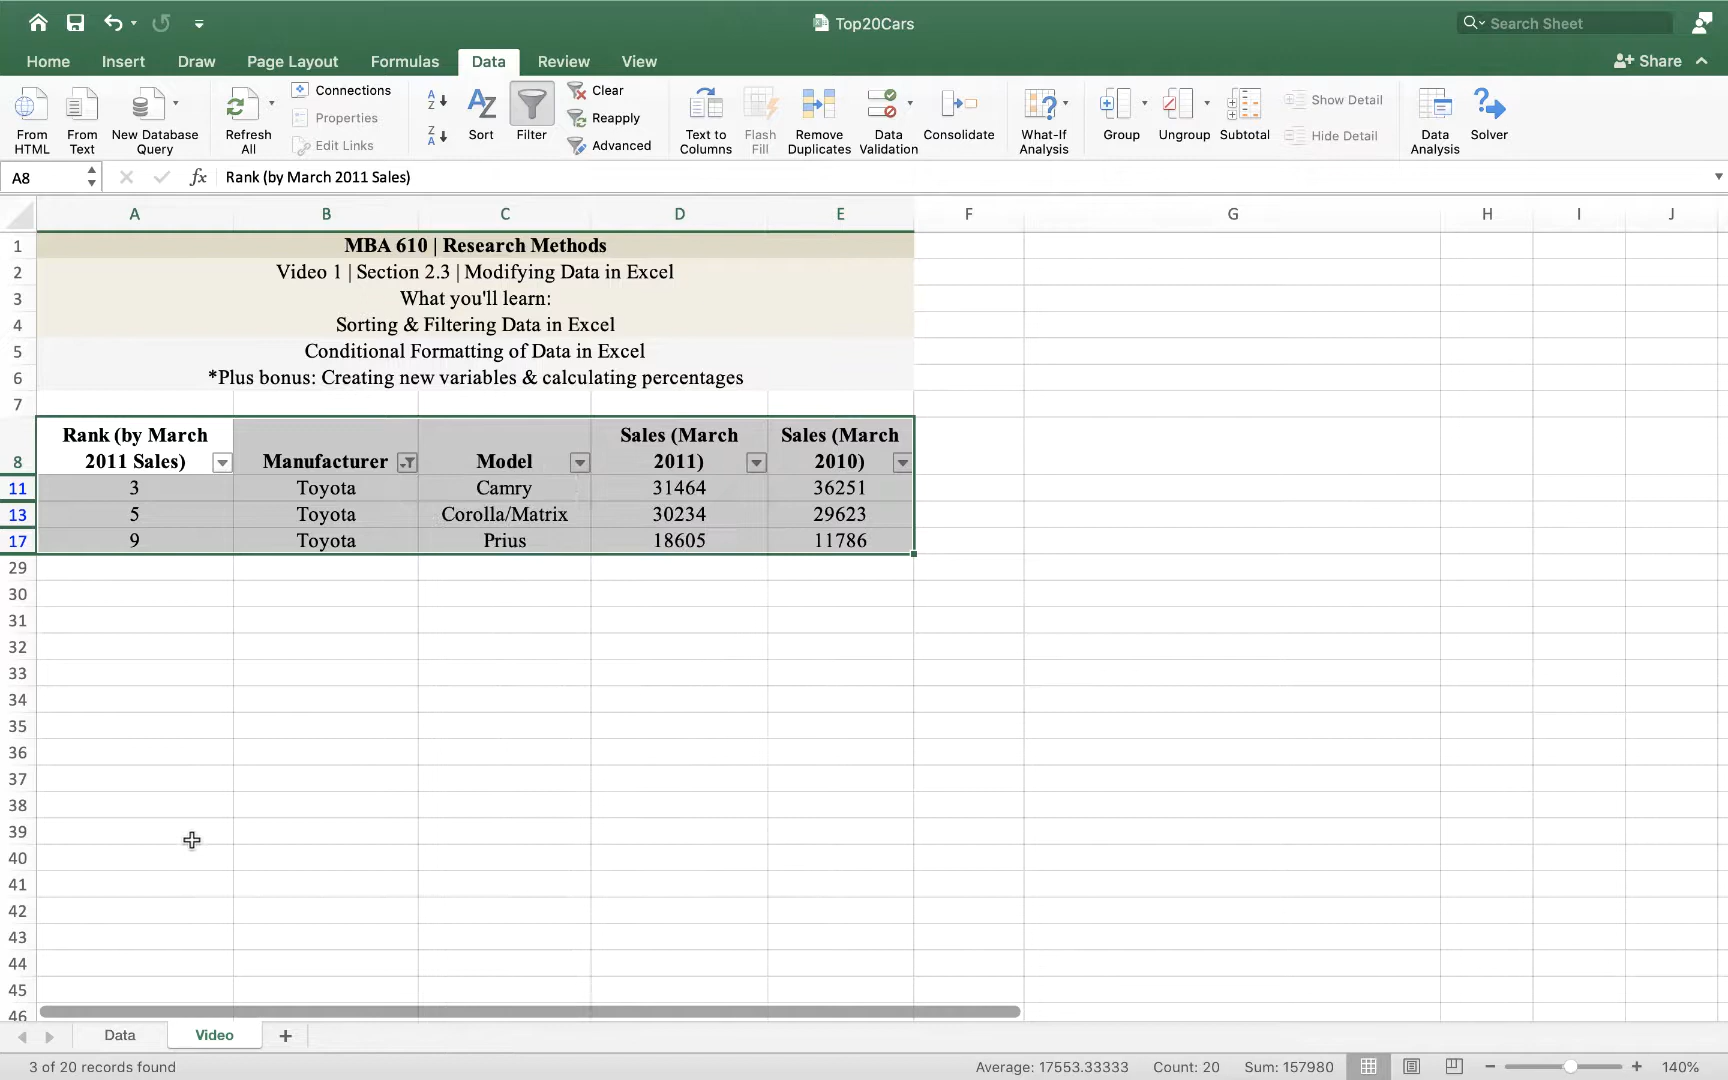 Top20Cars
Search Sheet
Home Insert Draw Page Layout Formulas Data Review View
Share
From HTML
From Text
New Database Query
Refresh All
Connections
Properties
Edit Links
Sort
Filter
Clear
Reapply
Advanced
Text to Columns
Flash Fill
Remove Duplicates
Data Validation
Consolidate
What-If Analysis
Group
Ungroup
Subtotal
Show Detail
Hide Detail
Data Analysis
Solver
A8 fx Rank (by March 2011 Sales)
A B C D E F G H I J
1 MBA 610 | Research Methods
2 Video 1 | Section 2.3 | Modifying Data in Excel
3 What you'll learn:
4 Sorting & Filtering Data in Excel
5 Conditional Formatting of Data in Excel
6 *Plus bonus: Creating new variables & calculating percentages
7
Rank (by March Sales (March Sales (March
8 2011 Sales) Manufacturer Model 2011) 2010)
11 3 Toyota Camry 31464 36251
13 5 Toyota Corolla/Matrix 30234 29623
17 9 Toyota Prius 18605 11786
29
30
31
32
33
34
35
36
37
38
39
40
41
42
43
44
45
46
Data Video +
3 of 20 records found Average: 17553.33333 Count: 20 Sum: 157980 140%